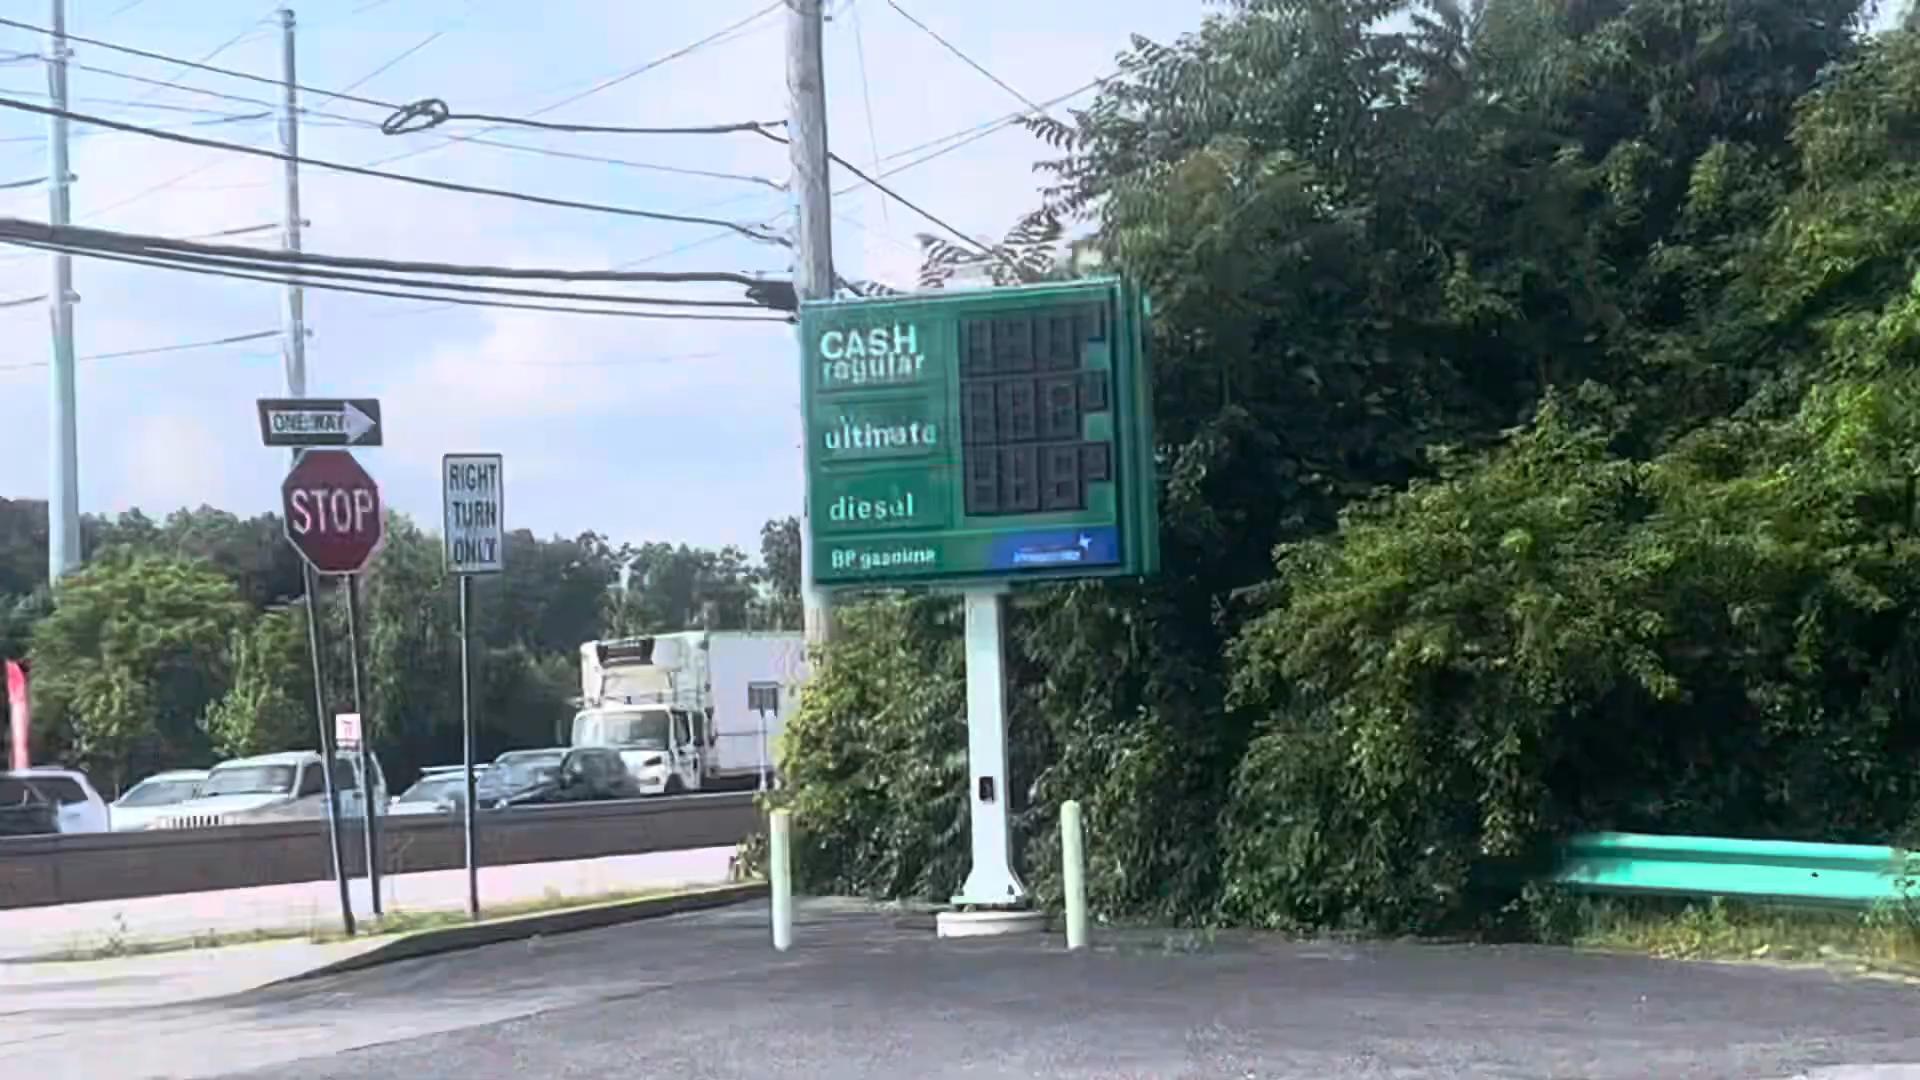 ONE WAY
STOP
RIGHT
TURN
ONLY
CASH
regular
ultimate
diesel
BP gasoline